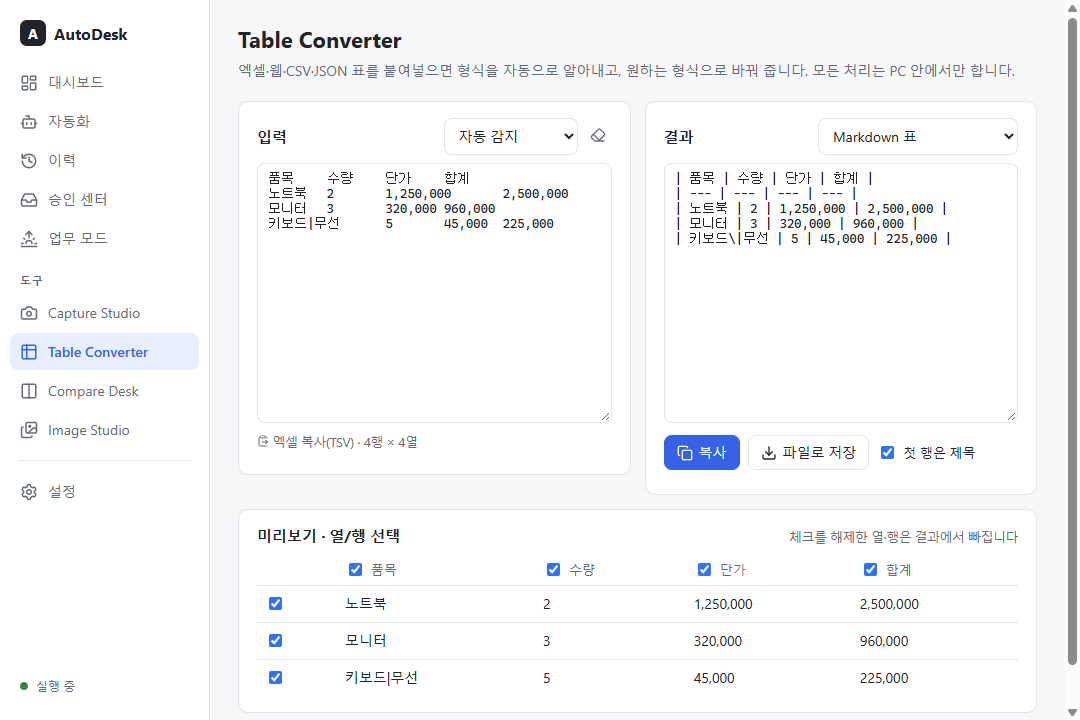 A AutoDesk
대시보드
자동화
이력
승인 센터
업무 모드
도구
Capture Studio
Table Converter
Compare Desk
Image Studio
설정
실행 중
Table Converter
엑셀·웹·CSV·JSON 표를 붙여넣으면 형식을 자동으로 알아내고, 원하는 형식으로 바꿔 줍니다. 모든 처리는 PC 안에서만 합니다.
입력
자동 감지
품목 수량 단가 합계
노트북 2 1,250,000 2,500,000
모니터 3 320,000 960,000
키보드|무선 5 45,000 225,000
엑셀 복사(TSV) · 4행 × 4열
결과
Markdown 표
| 품목 | 수량 | 단가 | 합계 |
| --- | --- | --- | --- |
| 노트북 | 2 | 1,250,000 | 2,500,000 |
| 모니터 | 3 | 320,000 | 960,000 |
| 키보드\|무선 | 5 | 45,000 | 225,000 |
복사
파일로 저장
첫 행은 제목
미리보기 · 열/행 선택
체크를 해제한 열·행은 결과에서 빠집니다
품목 수량 단가 합계
노트북 2 1,250,000 2,500,000
모니터 3 320,000 960,000
키보드|무선 5 45,000 225,000